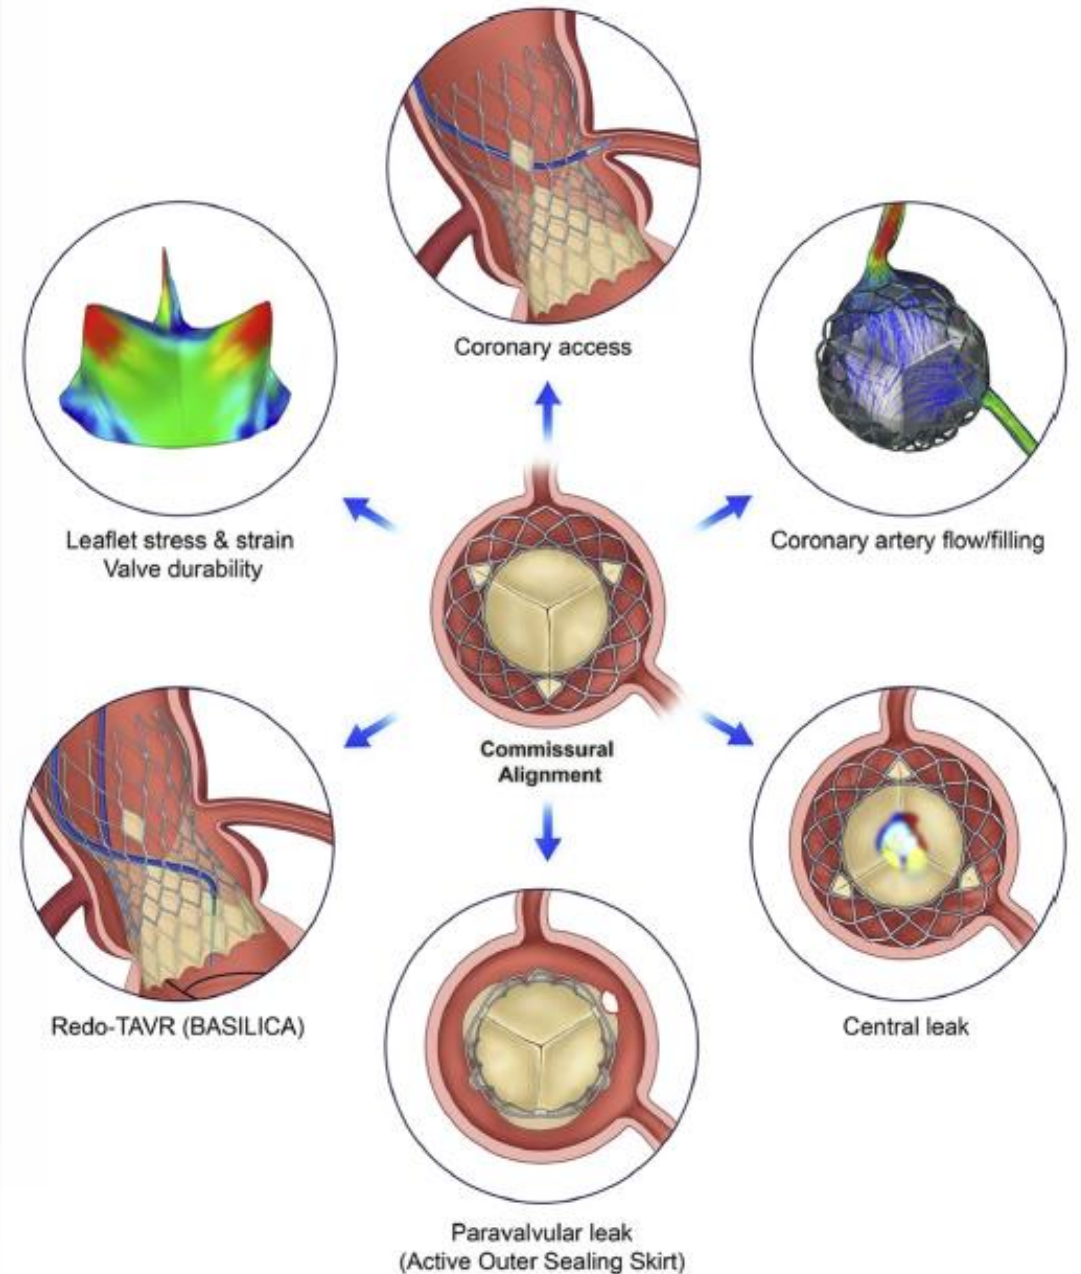 Coronary access
Leaflet stress & strain
Valve durability
Coronary artery flow/filling
Commissural
Alignment
Redo-TAVR (BASILICA)
Central leak
Paravalvular leak
(Active Outer Sealing Skirt)